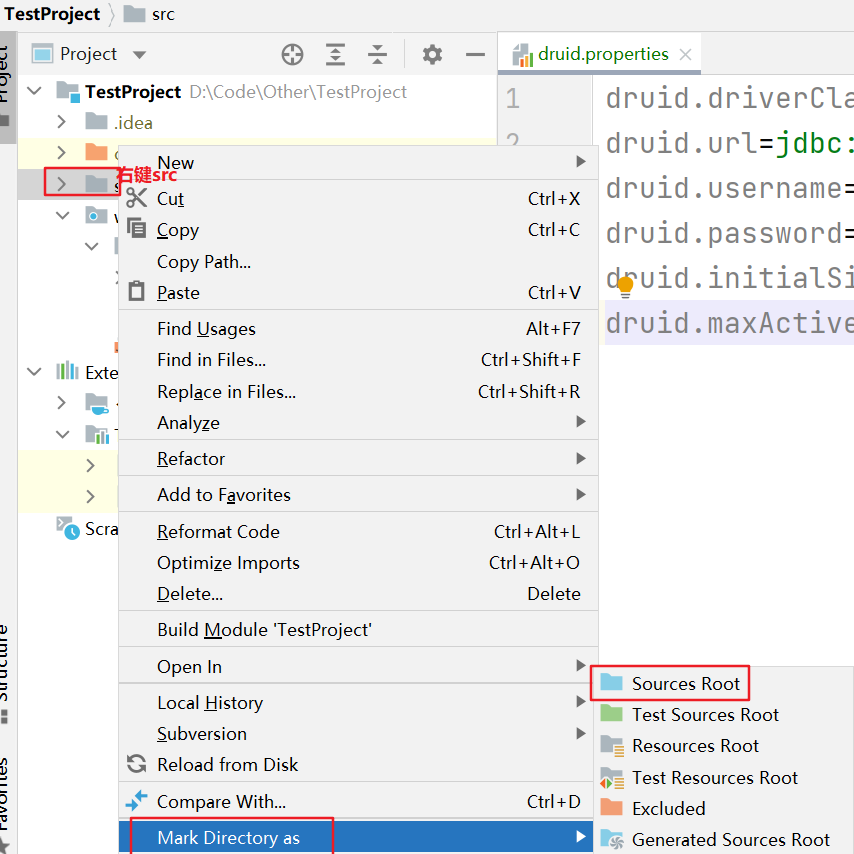 TestProject src
Project
Project
druid.properties
TestProject D:\Code\Other\TestProject
.idea
右键src
Exte
Scra
1
2
druid.driverCla
druid.url=jdbc:
druid.username=
druid.password=
druid.initialSi
druid.maxActive
New
Cut Ctrl+X
Copy Ctrl+C
Copy Path...
Paste Ctrl+V
Find Usages Alt+F7
Find in Files... Ctrl+Shift+F
Replace in Files... Ctrl+Shift+R
Analyze
Refactor
Add to Favorites
Reformat Code Ctrl+Alt+L
Optimize Imports Ctrl+Alt+O
Delete... Delete
Build Module 'TestProject'
Open In
Local History
Subversion
Reload from Disk
Compare With... Ctrl+D
Mark Directory as
Sources Root
Test Sources Root
Resources Root
Test Resources Root
Excluded
Generated Sources Root
Structure
Favorites